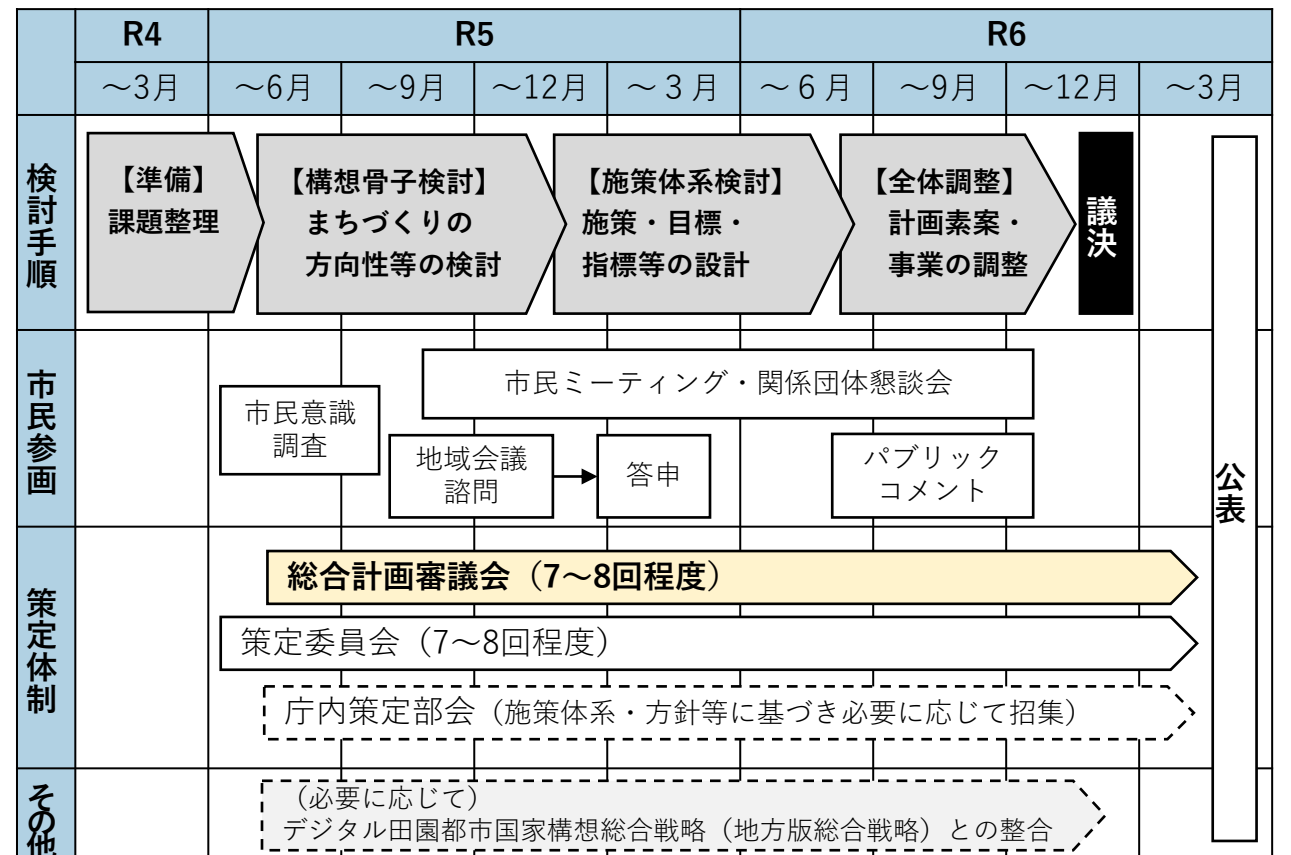 R4
R5
R6
～3月
～6月
～9月
～12月
～３月
～６月
～9月
～12月
～3月
検討手順
【準備】
課題整理
【構想骨子検討】
まちづくりの
方向性等の検討
【施策体系検討】
施策・目標・
指標等の設計
【全体調整】
計画素案・
事業の調整
議決
市民参画
市民ミーティング・関係団体懇談会
市民意識
調査
地域会議
諮問
答申
パブリック
コメント
公表
策定体制
総合計画審議会（7～8回程度）
策定委員会（7～8回程度）
庁内策定部会（施策体系・方針等に基づき必要に応じて招集）
その他
（必要に応じて）
デジタル田園都市国家構想総合戦略（地方版総合戦略）との整合